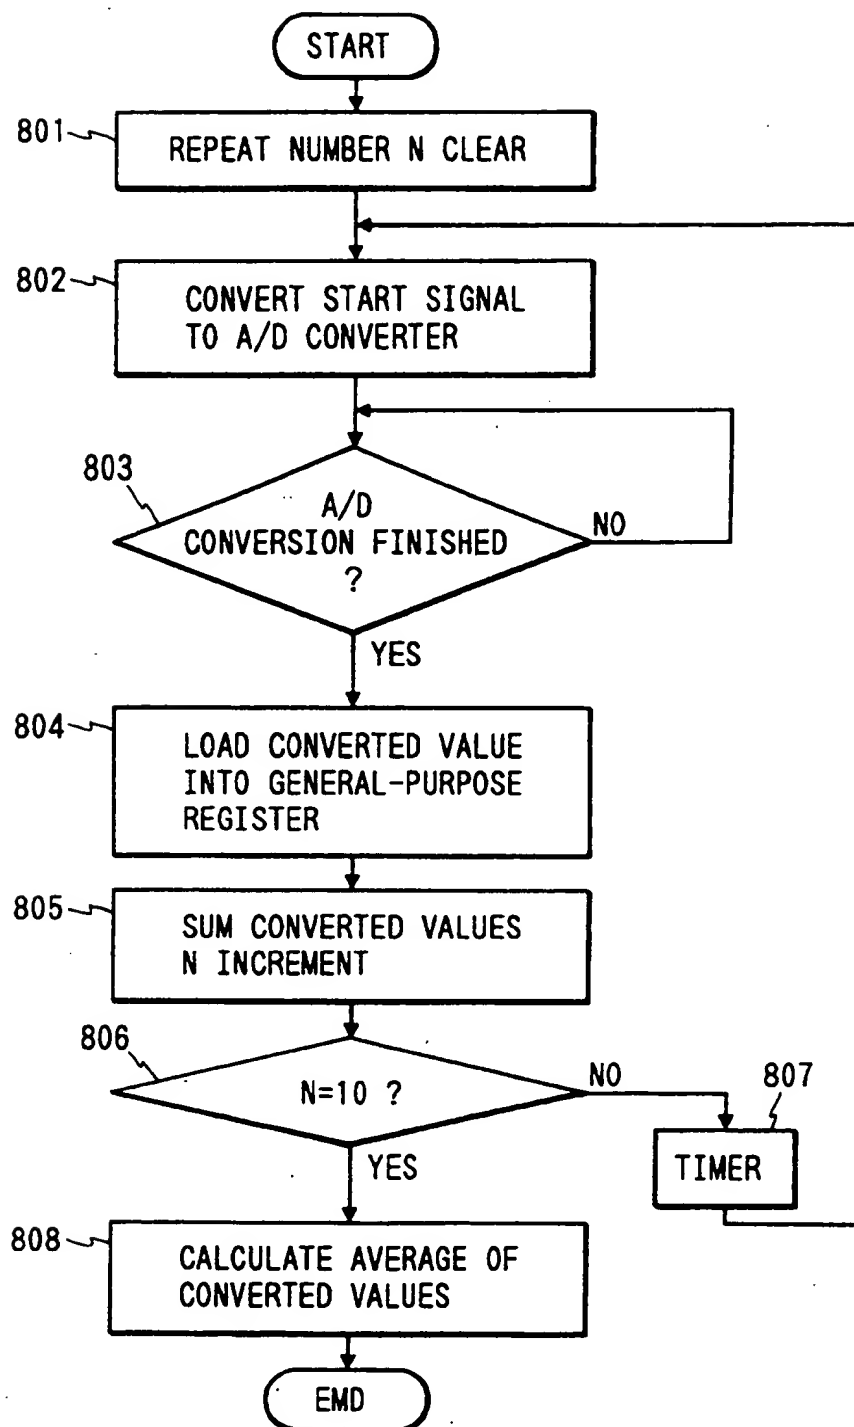 START
801
REPEAT NUMBER N CLEAR
802
CONVERT START SIGNAL
TO A/D CONVERTER
803
A/D
CONVERSION FINISHED
?
NO
YES
804
LOAD CONVERTED VALUE
INTO GENERAL-PURPOSE
REGISTER
805
SUM CONVERTED VALUES
N INCREMENT
806
N=10 ?
NO
807
TIMER
YES
808
CALCULATE AVERAGE OF
CONVERTED VALUES
EMD